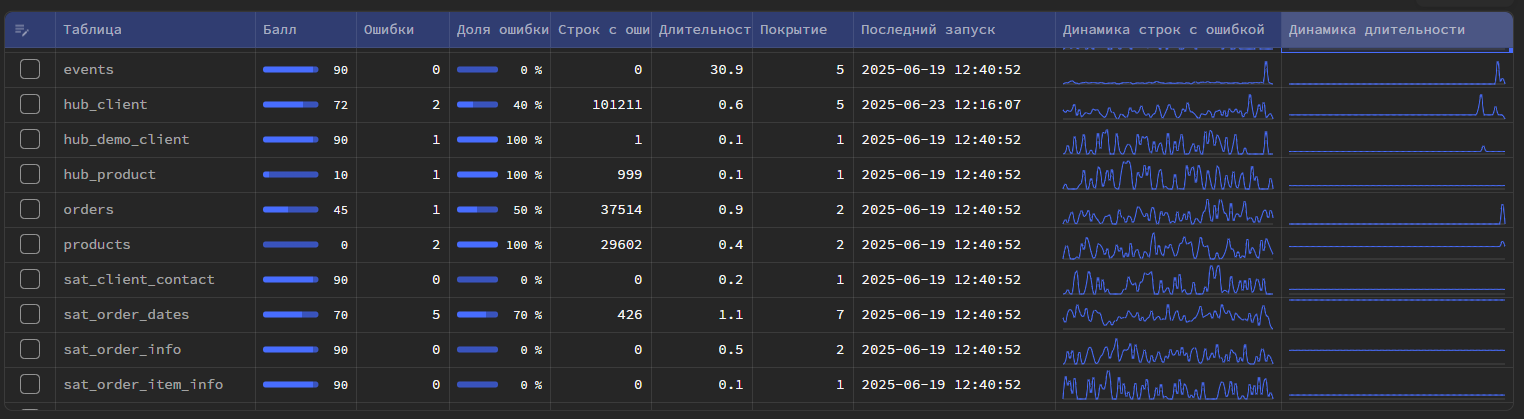 Таблица Балл Ошибки Доля ошибки Строк с оши Длительност Покрытие Последний запуск Динамика строк с ошибкой Динамика длительности
events 90 0 0 % 0 30.9 5 2025-06-19 12:40:52
hub_client 72 2 40 % 101211 0.6 5 2025-06-23 12:16:07
hub_demo_client 90 1 100 % 1 0.1 1 2025-06-19 12:40:52
hub_product 10 1 100 % 999 0.1 1 2025-06-19 12:40:52
orders 45 1 50 % 37514 0.9 2 2025-06-19 12:40:52
products 0 2 100 % 29602 0.4 2 2025-06-19 12:40:52
sat_client_contact 90 0 0 % 0 0.2 1 2025-06-19 12:40:52
sat_order_dates 70 5 70 % 426 1.1 7 2025-06-19 12:40:52
sat_order_info 90 0 0 % 0 0.5 2 2025-06-19 12:40:52
sat_order_item_info 90 0 0 % 0 0.1 1 2025-06-19 12:40:52